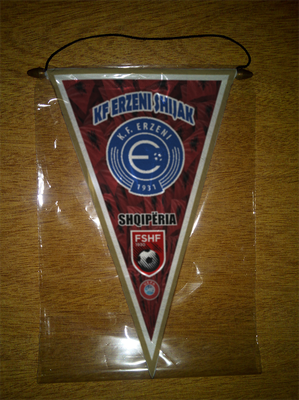 KF ERZENI SHIJAK
K.F. ERZENI
1931
SHQIPËRIA
FSHF